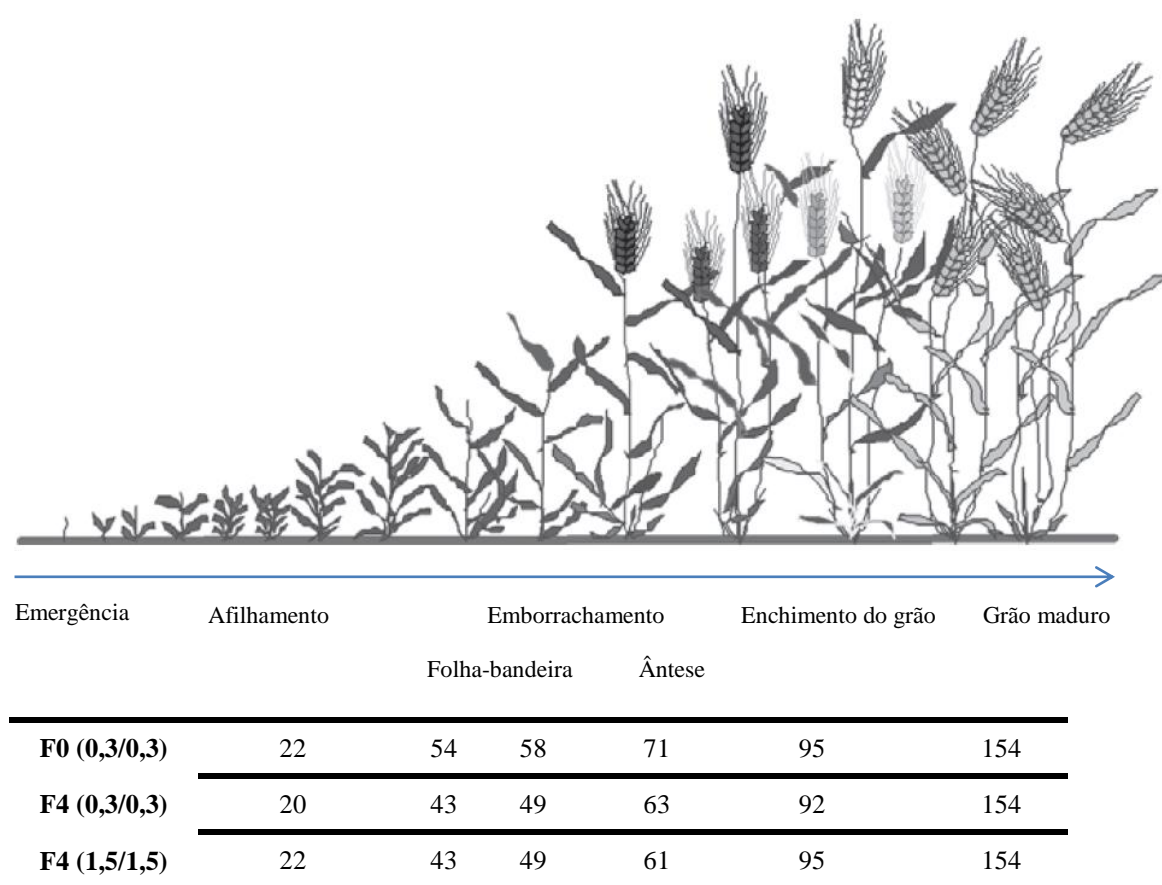 Emergência Afilhamento Emborrachamento Enchimento do grão Grão maduro
Folha-bandeira Ântese
F0 (0,3/0,3) 22 54 58 71 95 154
F4 (0,3/0,3) 20 43 49 63 92 154
F4 (1,5/1,5) 22 43 49 61 95 154